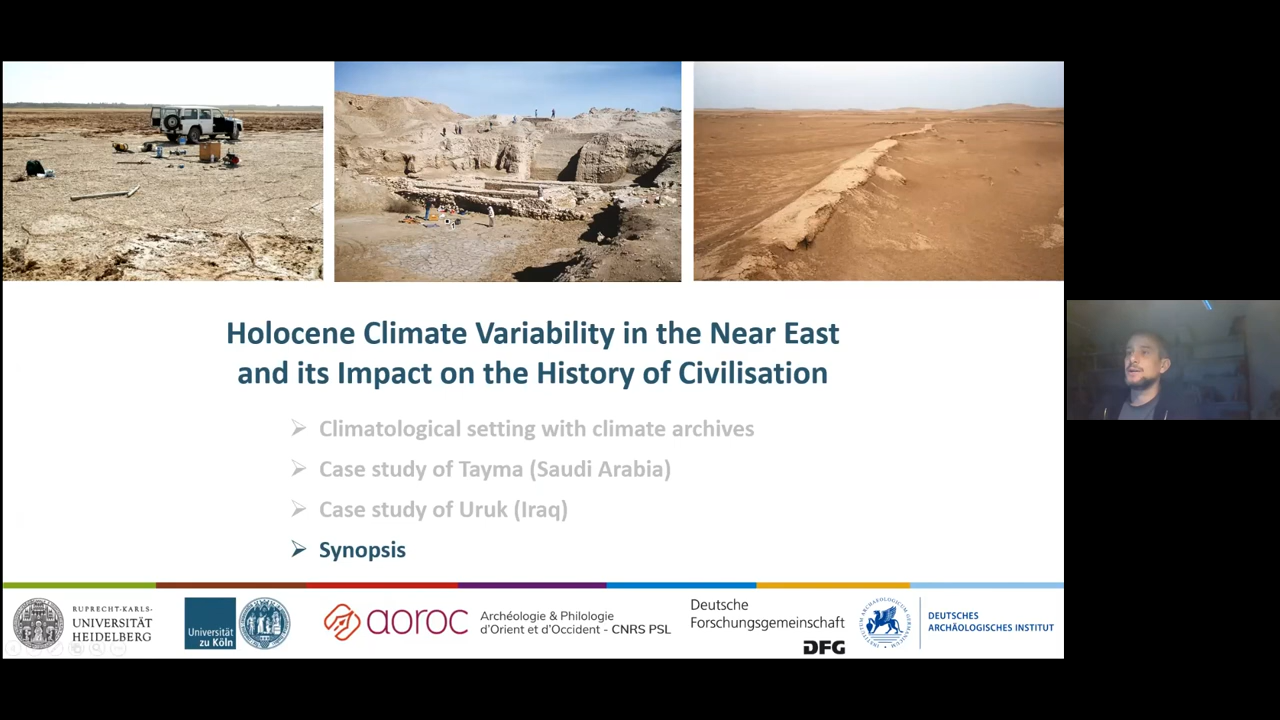 Holocene Climate Variability in the Near East
and its Impact on the History of Civilisation
Climatological setting with climate archives
Case study of Tayma (Saudi Arabia)
Case study of Uruk (Iraq)
Synopsis
RUPRECHT-KARLS-
UNIVERSITÄT
HEIDELBERG
Universität
zu Köln
aoroc
Archéologie & Philologie
d'Orient et d'Occident - CNRS PSL
Deutsche
Forschungsgemeinschaft
DFG
DEUTSCHES
ARCHÄOLOGISCHES INSTITUT